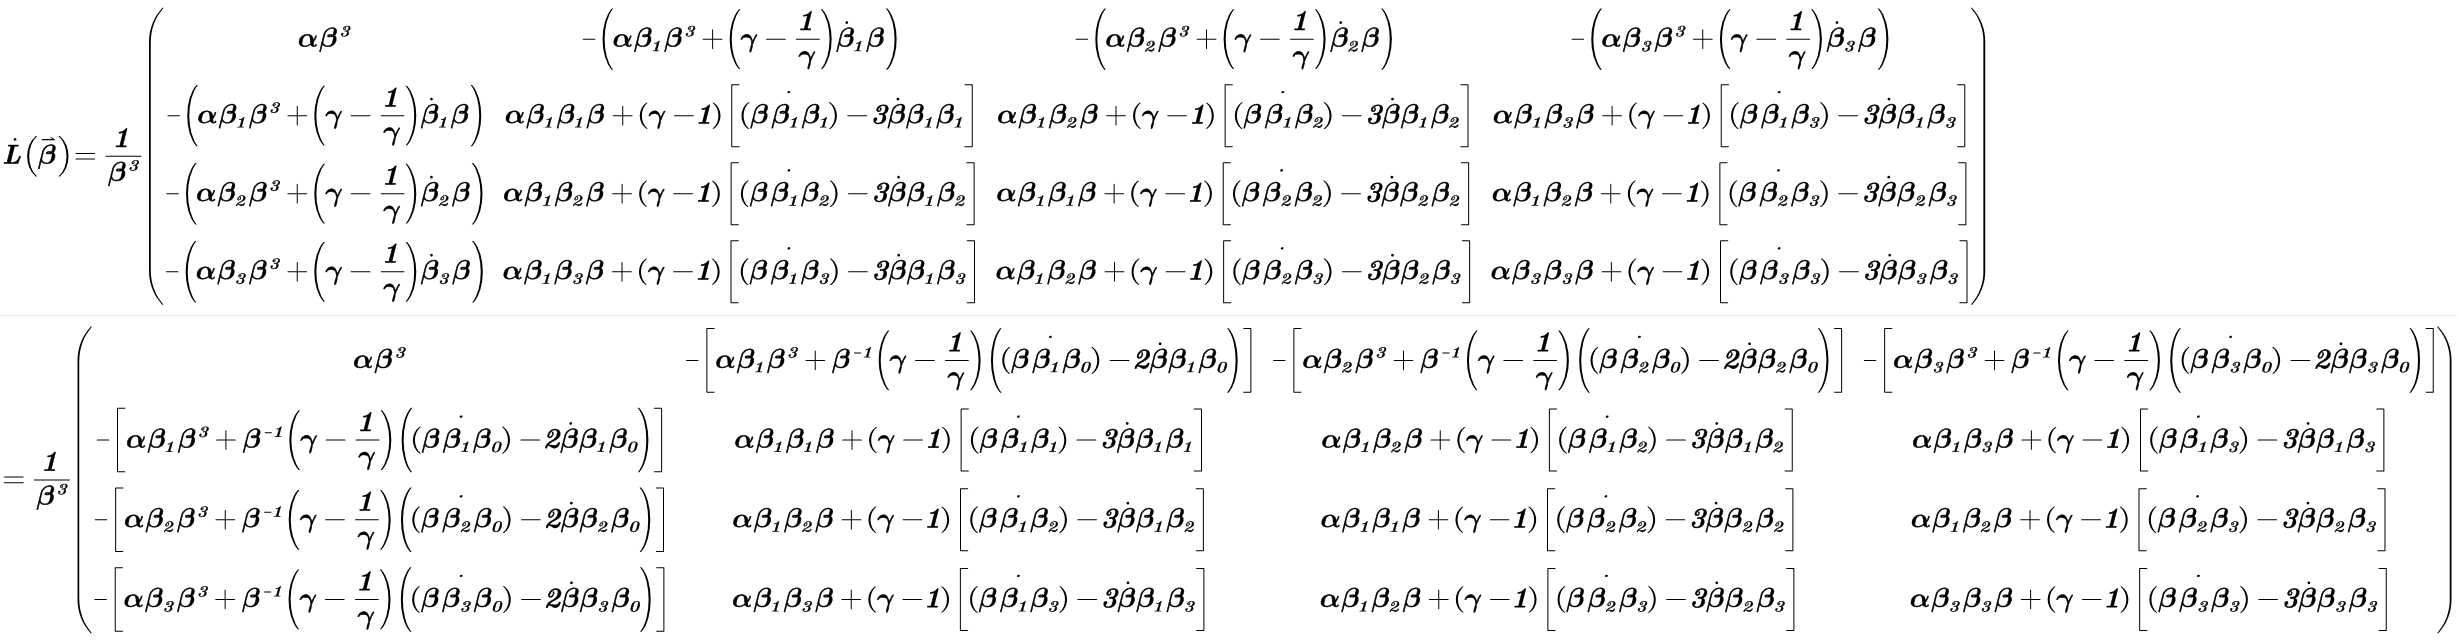 L̇(β⃗) = 1/β³ ( αβ³   −(αβ₁β³ + (γ − 1/γ)β̇₁β)   −(αβ₂β³ + (γ − 1/γ)β̇₂β)   −(αβ₃β³ + (γ − 1/γ)β̇₃β)
−(αβ₁β³ + (γ − 1/γ)β̇₁β)   αβ₁β₁β + (γ − 1)[(ββ̇₁β₁) − 3β̇β₁β₁]   αβ₁β₂β + (γ − 1)[(ββ̇₁β₂) − 3β̇β₁β₂]   αβ₁β₃β + (γ − 1)[(ββ̇₁β₃) − 3β̇β₁β₃]
−(αβ₂β³ + (γ − 1/γ)β̇₂β)   αβ₁β₂β + (γ − 1)[(ββ̇₁β₂) − 3β̇β₁β₂]   αβ₁β₁β + (γ − 1)[(ββ̇₂β₂) − 3β̇β₂β₂]   αβ₁β₂β + (γ − 1)[(ββ̇₂β₃) − 3β̇β₂β₃]
−(αβ₃β³ + (γ − 1/γ)β̇₃β)   αβ₁β₃β + (γ − 1)[(ββ̇₁β₃) − 3β̇β₁β₃]   αβ₁β₂β + (γ − 1)[(ββ̇₂β₃) − 3β̇β₂β₃]   αβ₃β₃β + (γ − 1)[(ββ̇₃β₃) − 3β̇β₃β₃] )
= 1/β³ ( αβ³   −[αβ₁β³ + β⁻¹(γ − 1/γ)((ββ̇₁β₀) − 2β̇β₁β₀)]   −[αβ₂β³ + β⁻¹(γ − 1/γ)((ββ̇₂β₀) − 2β̇β₂β₀)]   −[αβ₃β³ + β⁻¹(γ − 1/γ)((ββ̇₃β₀) − 2β̇β₃β₀)]
−[αβ₁β³ + β⁻¹(γ − 1/γ)((ββ̇₁β₀) − 2β̇β₁β₀)]   αβ₁β₁β + (γ − 1)[(ββ̇₁β₁) − 3β̇β₁β₁]   αβ₁β₂β + (γ − 1)[(ββ̇₁β₂) − 3β̇β₁β₂]   αβ₁β₃β + (γ − 1)[(ββ̇₁β₃) − 3β̇β₁β₃]
−[αβ₂β³ + β⁻¹(γ − 1/γ)((ββ̇₂β₀) − 2β̇β₂β₀)]   αβ₁β₂β + (γ − 1)[(ββ̇₁β₂) − 3β̇β₁β₂]   αβ₁β₁β + (γ − 1)[(ββ̇₂β₂) − 3β̇β₂β₂]   αβ₁β₂β + (γ − 1)[(ββ̇₂β₃) − 3β̇β₂β₃]
−[αβ₃β³ + β⁻¹(γ − 1/γ)((ββ̇₃β₀) − 2β̇β₃β₀)]   αβ₁β₃β + (γ − 1)[(ββ̇₁β₃) − 3β̇β₁β₃]   αβ₁β₂β + (γ − 1)[(ββ̇₂β₃) − 3β̇β₂β₃]   αβ₃β₃β + (γ − 1)[(ββ̇₃β₃) − 3β̇β₃β₃] )